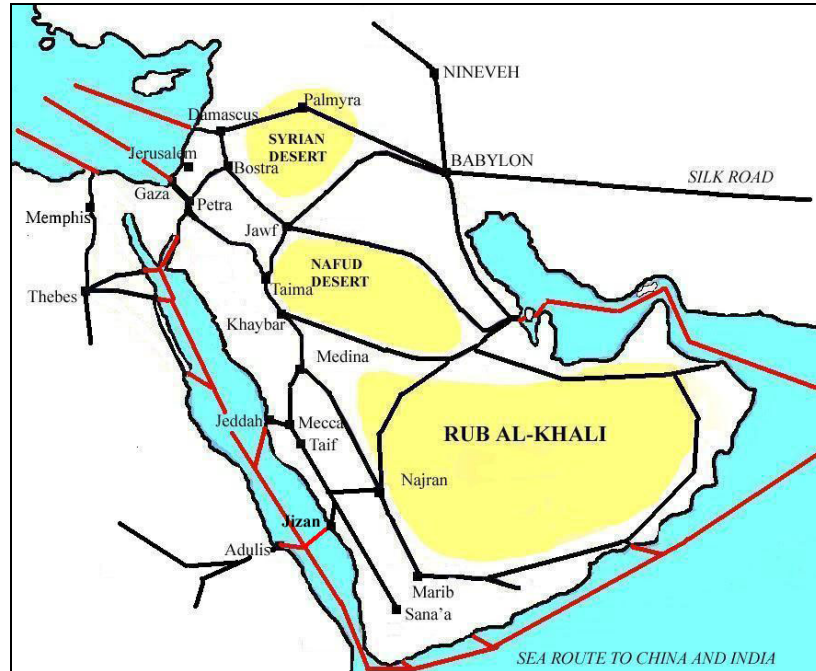 NINEVEH
Palmyra
Damascus
SYRIAN
DESERT
Jerusalem
Bostra
BABYLON
SILK ROAD
Gaza
Petra
Memphis
Jawf
NAFUD
DESERT
Taima
Thebes
Khaybar
Medina
Jeddah
Mecca
Taif
RUB AL-KHALI
Najran
Jizan
Adulis
Marib
Sana'a
SEA ROUTE TO CHINA AND INDIA